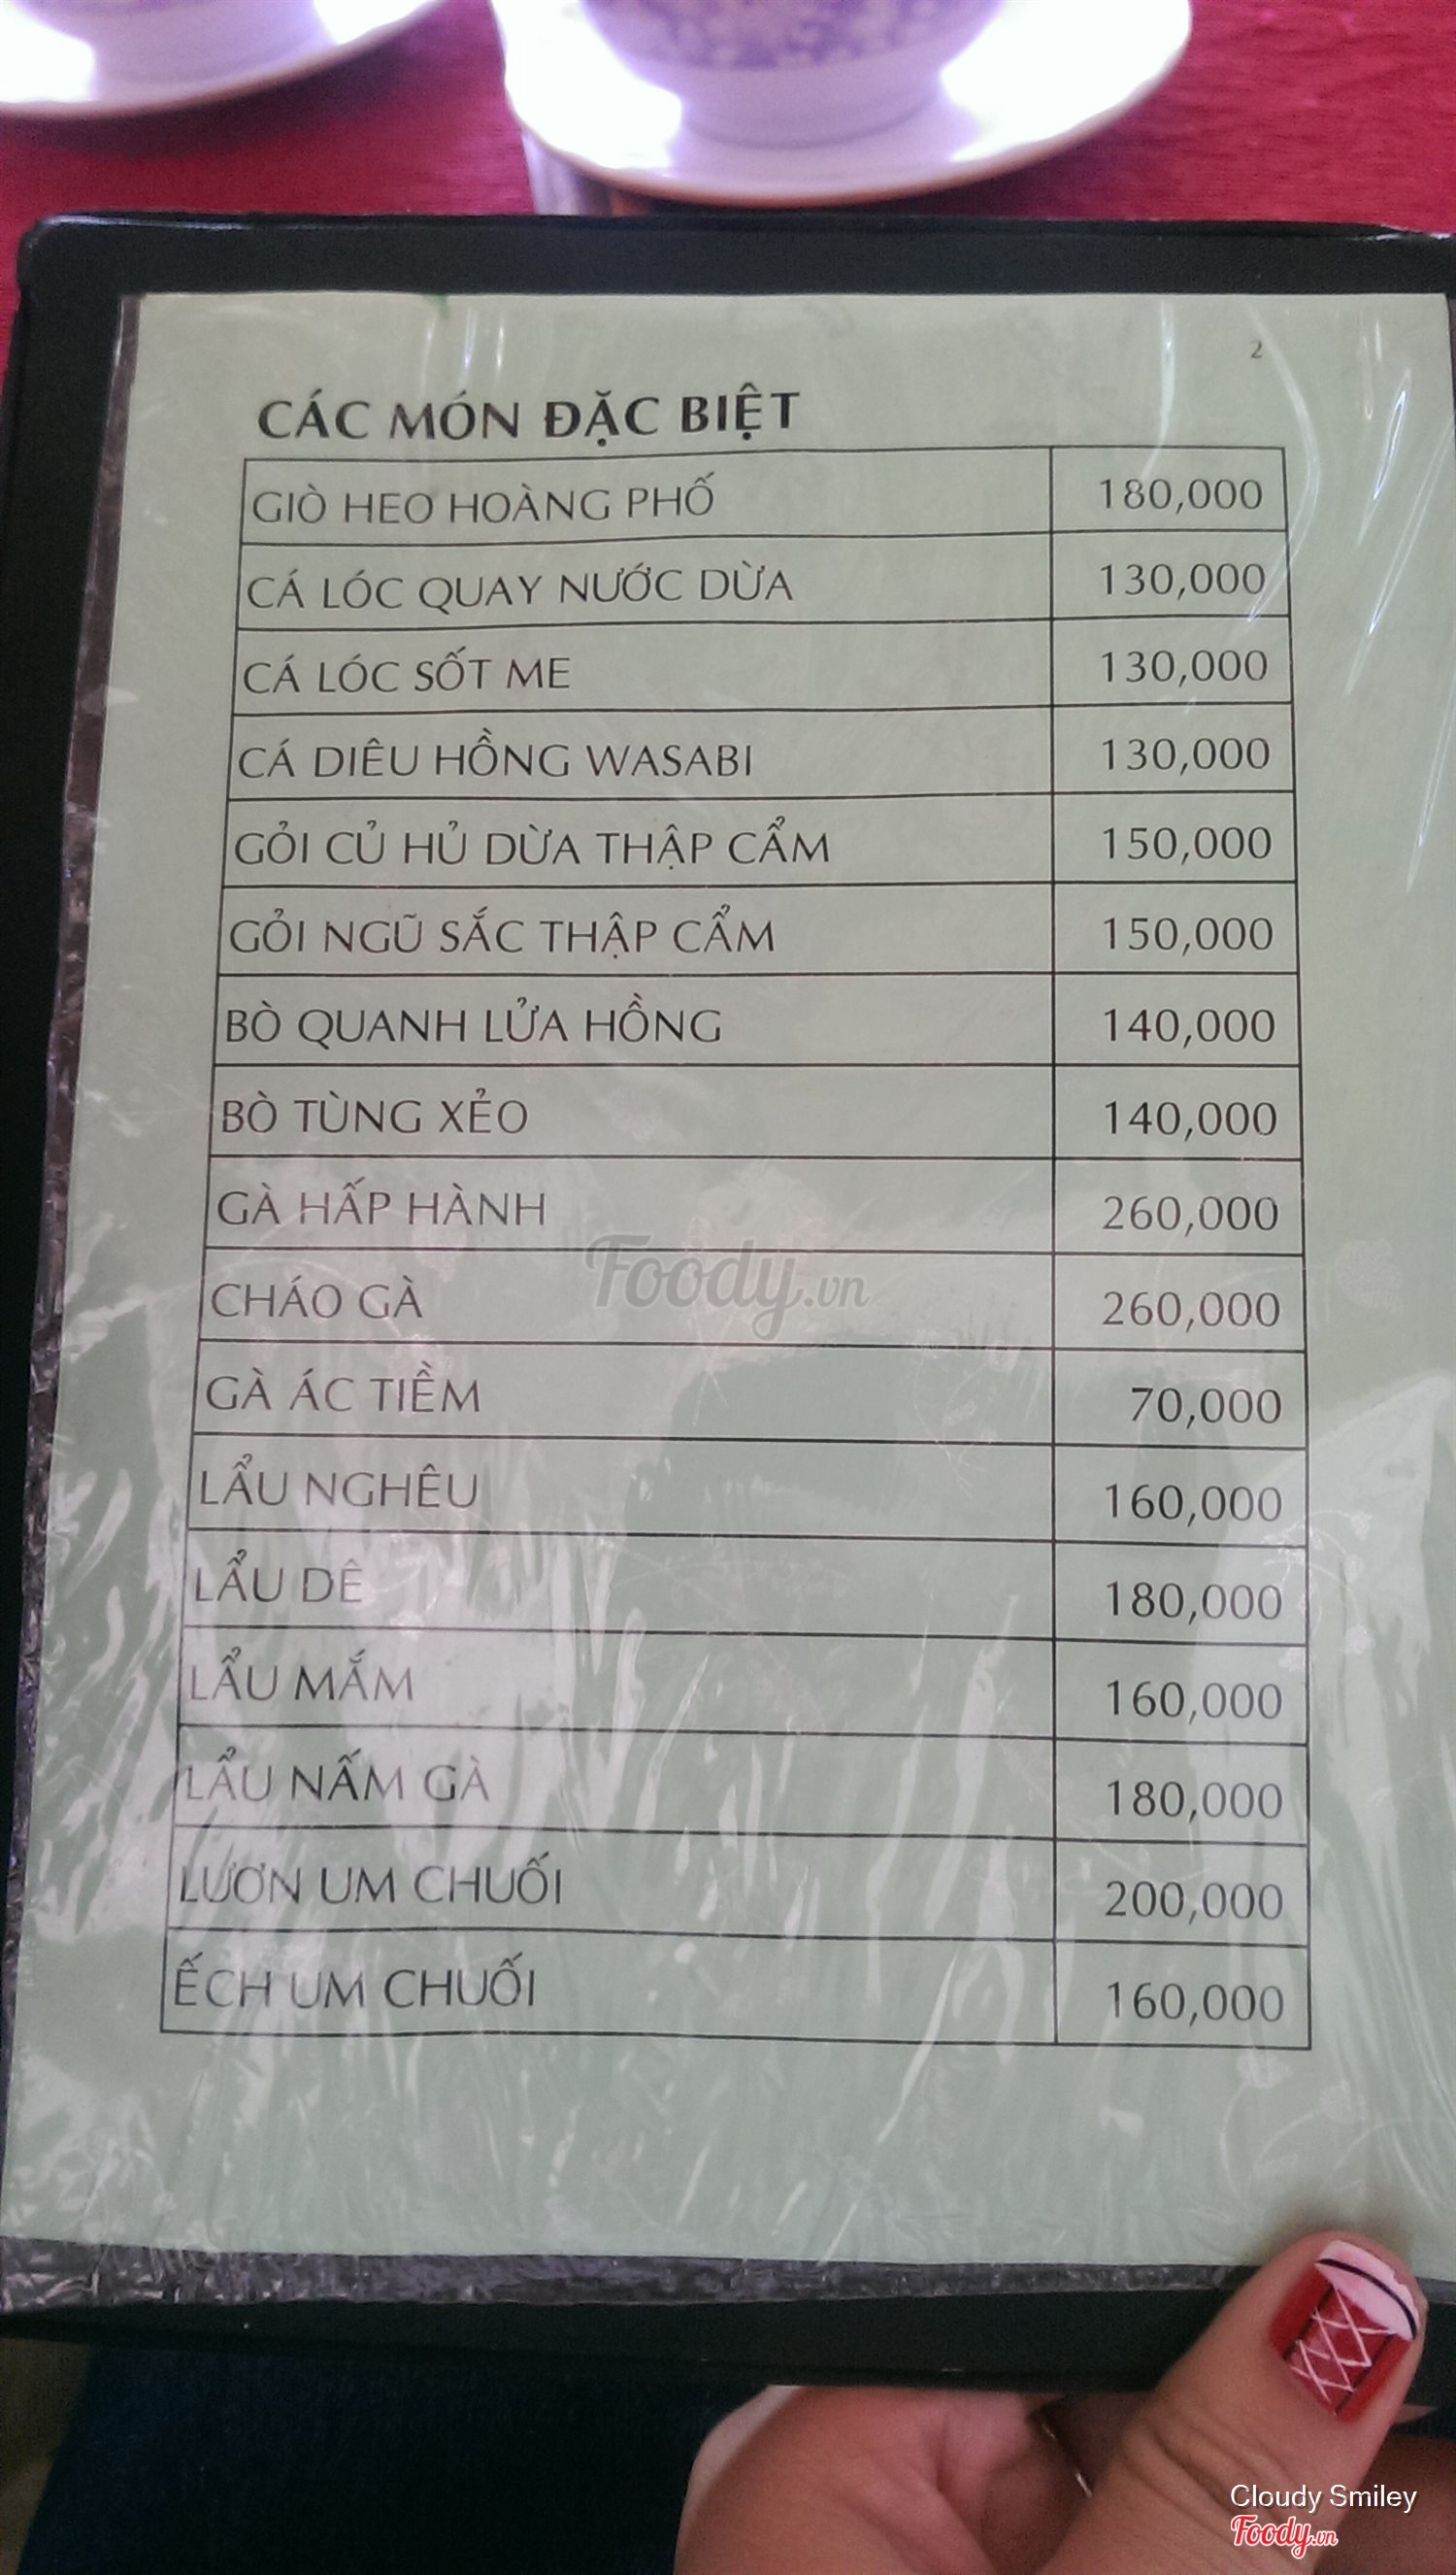 2
CÁC MÓN ĐẶC BIỆT
GIÒ HEO HOÀNG PHỐ 180,000
CÁ LÓC QUAY NƯỚC DỪA 130,000
CÁ LÓC SỐT ME 130,000
CÁ DIÊU HỒNG WASABI 130,000
GỎI CỦ HỦ DỪA THẬP CẨM 150,000
GỎI NGŨ SẮC THẬP CẨM 150,000
BÒ QUANH LỬA HỒNG 140,000
BÒ TÙNG XẺO 140,000
GÀ HẤP HÀNH 260,000
Foody.vn
CHÁO GÀ 260,000
GÀ ÁC TIỀM 70,000
LẨU NGHÊU 160,000
LẨU DÊ 180,000
LẨU MẮM 160,000
LẨU NẤM GÀ 180,000
LƯƠN UM CHUỐI 200,000
ẾCH UM CHUỐI 160,000
Cloudy Smiley
Foody.vn